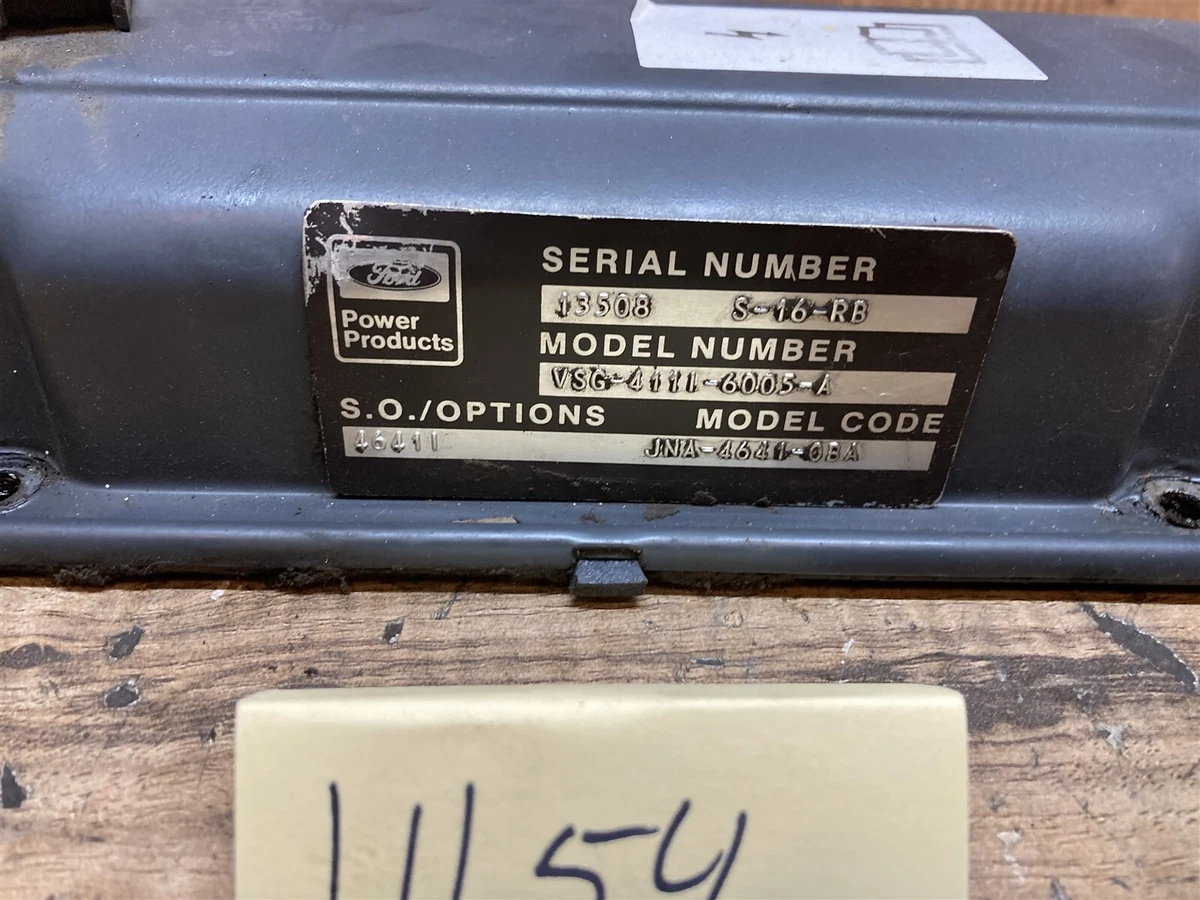 Ford
Power
Products
SERIAL NUMBER
13508 S-16-RB
MODEL NUMBER
VSG-4111-6005-A
S.O./OPTIONS MODEL CODE
46411 JNA-4641-0BA